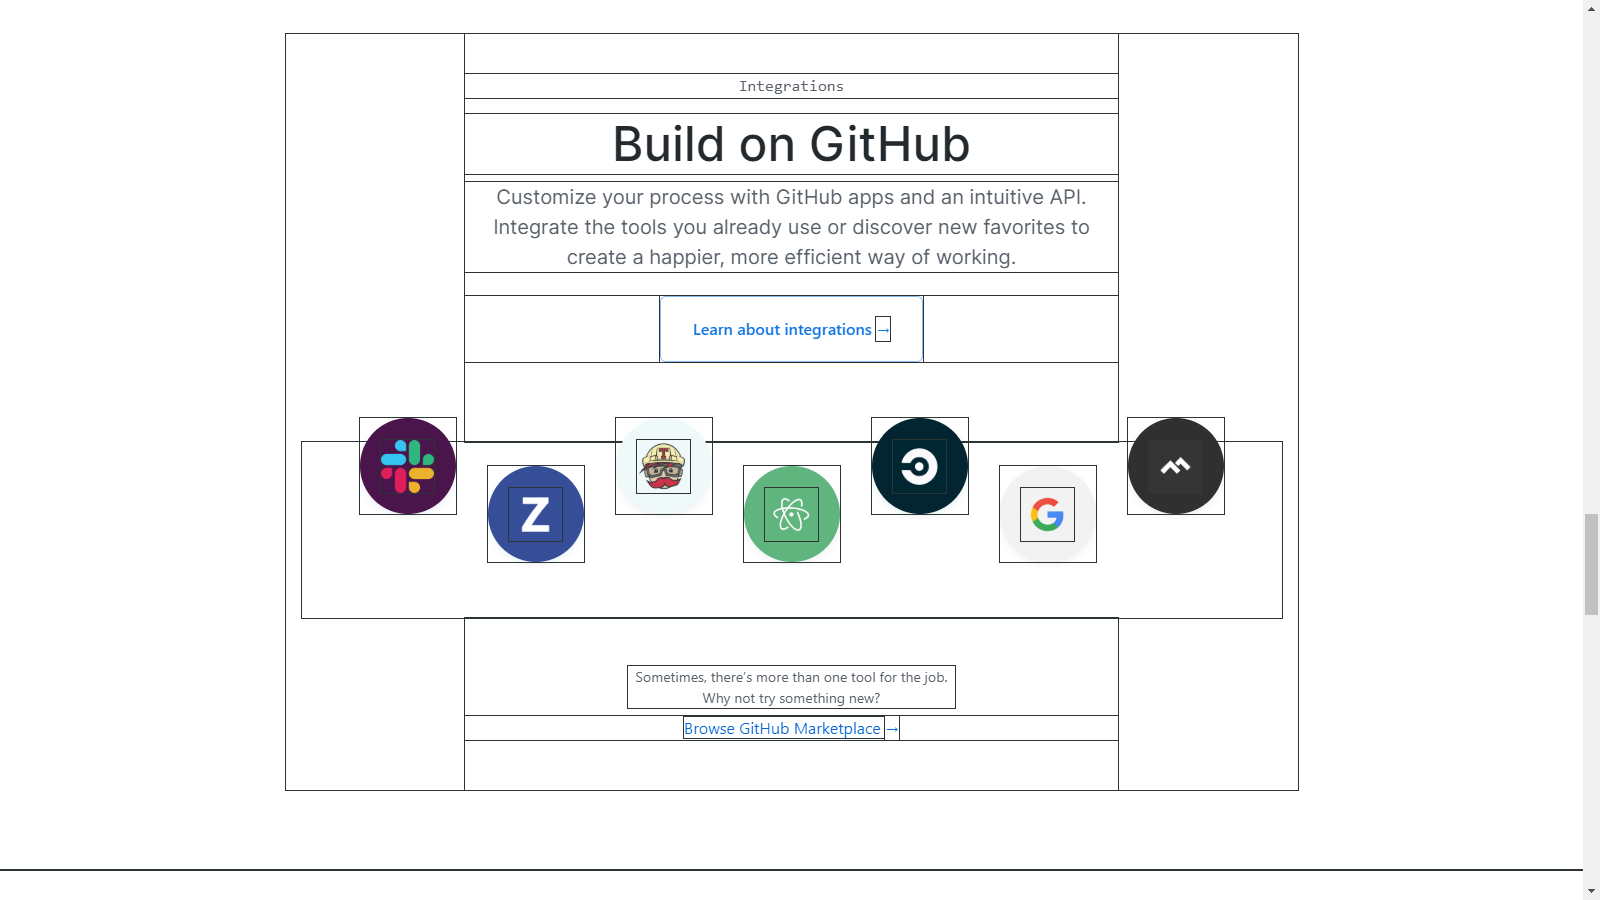 Integrations
Build on GitHub
Customize your process with GitHub apps and an intuitive API.
Integrate the tools you already use or discover new favorites to
create a happier, more efficient way of working.
Learn about integrations →
Z
T
G
Sometimes, there’s more than one tool for the job.
Why not try something new?
Browse GitHub Marketplace →